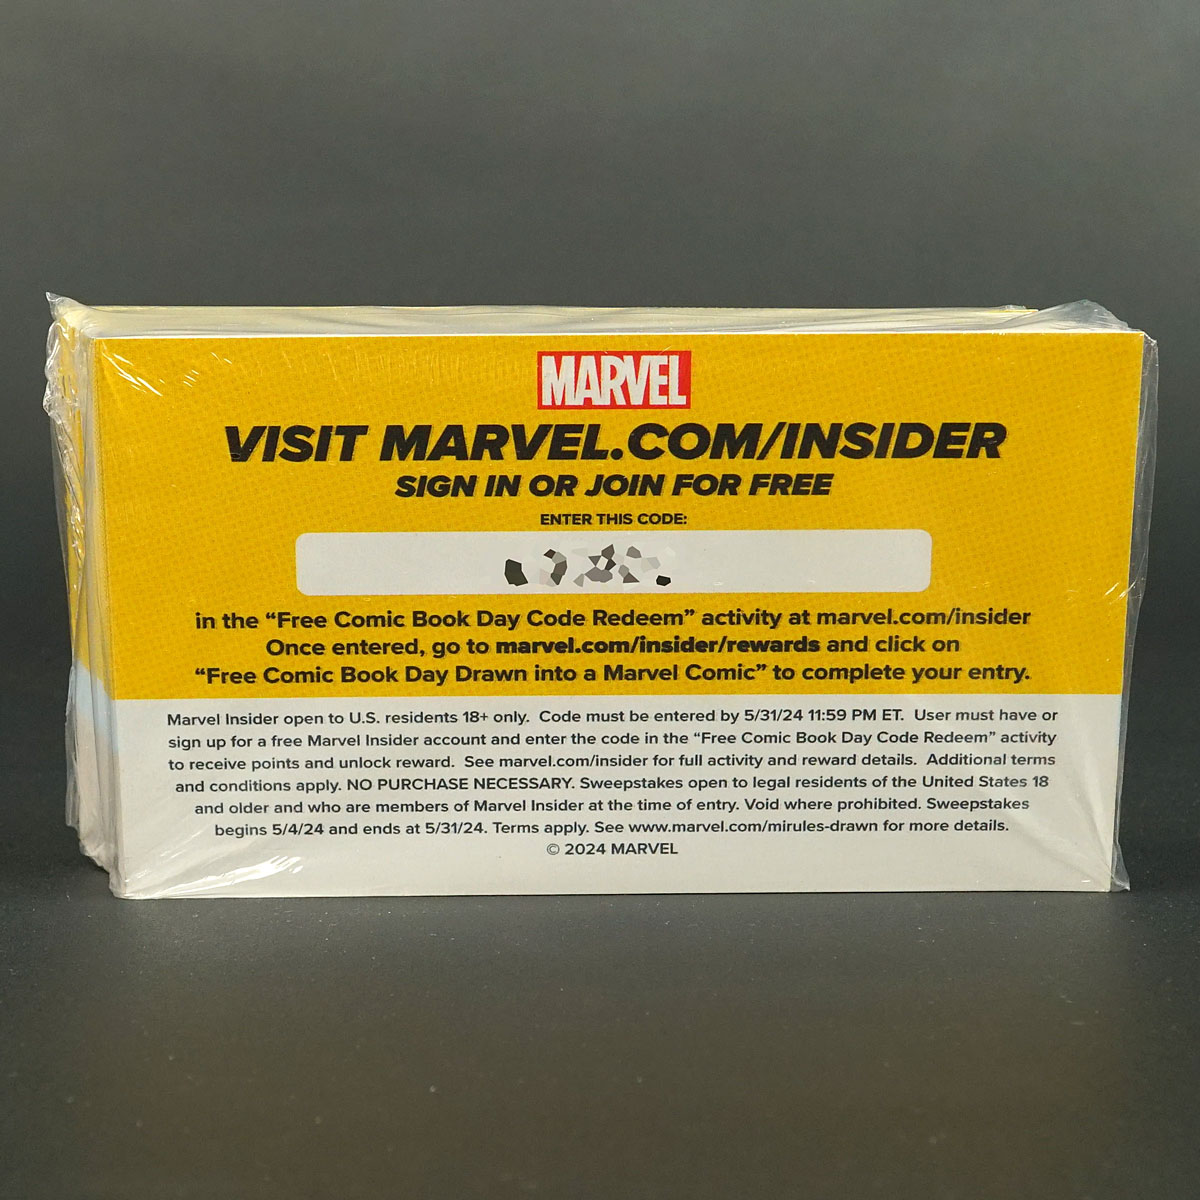 MARVEL
VISIT MARVEL.COM/INSIDER
SIGN IN OR JOIN FOR FREE
ENTER THIS CODE:
in the “Free Comic Book Day Code Redeem” activity at marvel.com/insider
Once entered, go to marvel.com/insider/rewards and click on
“Free Comic Book Day Drawn into a Marvel Comic” to complete your entry.
Marvel Insider open to U.S. residents 18+ only. Code must be entered by 5/31/24 11:59 PM ET. User must have or
sign up for a free Marvel Insider account and enter the code in the “Free Comic Book Day Code Redeem” activity
to receive points and unlock reward. See marvel.com/insider for full activity and reward details. Additional terms
and conditions apply. NO PURCHASE NECESSARY. Sweepstakes open to legal residents of the United States 18
and older and who are members of Marvel Insider at the time of entry. Void where prohibited. Sweepstakes
begins 5/4/24 and ends at 5/31/24. Terms apply. See www.marvel.com/mirules-drawn for more details.
© 2024 MARVEL